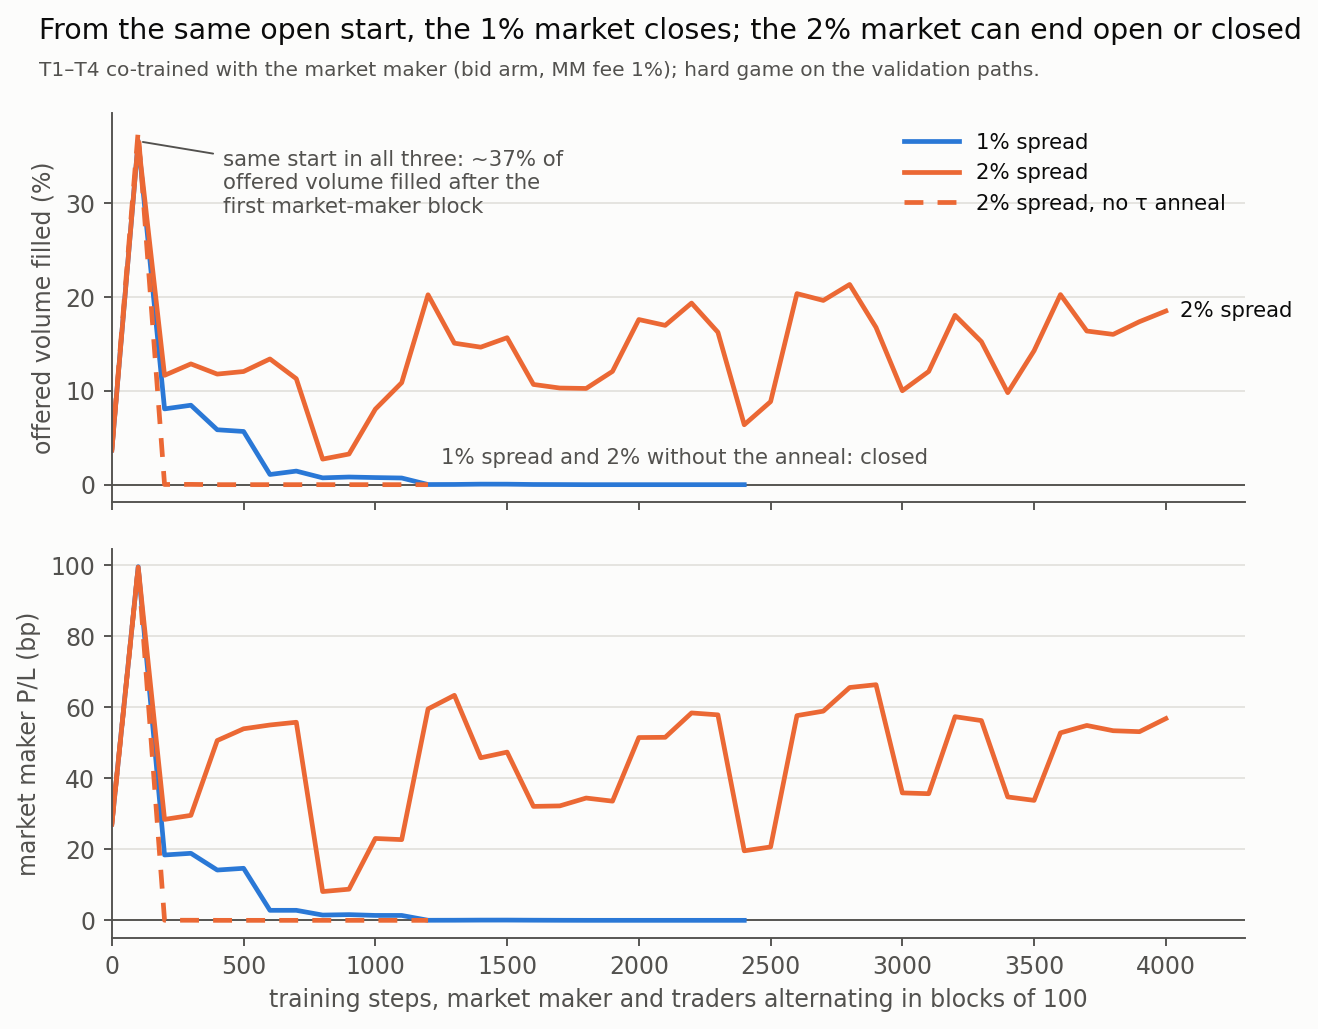 From the same open start, the 1% market closes; the 2% market can end open or closed
T1–T4 co-trained with the market maker (bid arm, MM fee 1%); hard game on the validation paths.
offered volume filled (%)
30
20
10
0
same start in all three: ~37% of
offered volume filled after the
first market-maker block
1% spread
2% spread
2% spread, no τ anneal
2% spread
1% spread and 2% without the anneal: closed
market maker P/L (bp)
100
80
60
40
20
0
0 500 1000 1500 2000 2500 3000 3500 4000
training steps, market maker and traders alternating in blocks of 100